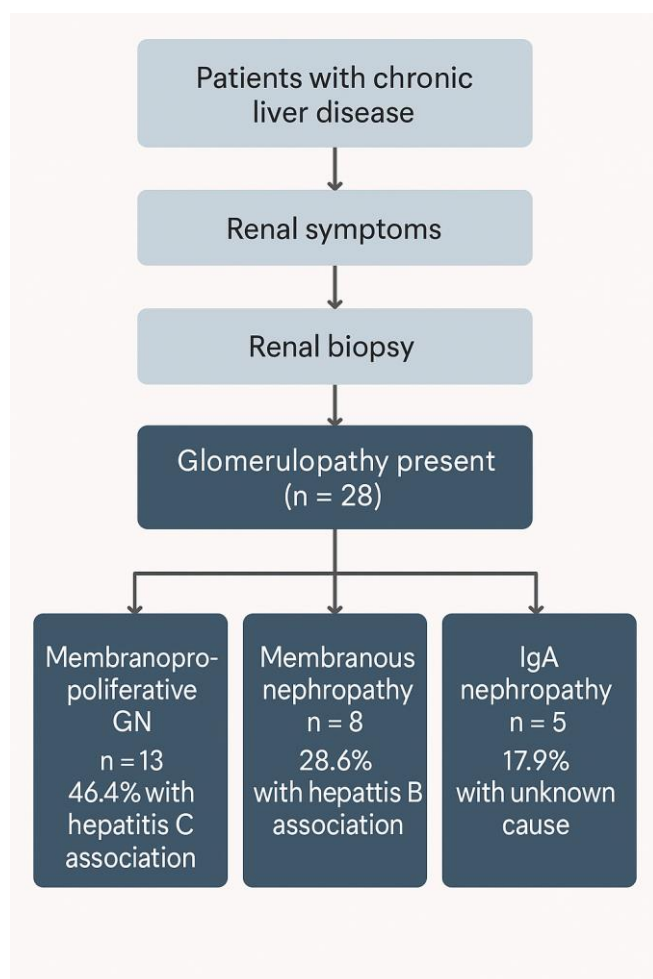 Patients with chronic
liver disease
Renal symptoms
Renal biopsy
Glomerulopathy present
(n = 28)
Membranopro-
poliferative
GN
n = 13
46.4% with
hepatitis C
association
Membranous
nephropathy
n = 8
28.6%
with hepattis B
association
IgA
nephropathy
n = 5
17.9%
with unknown
cause